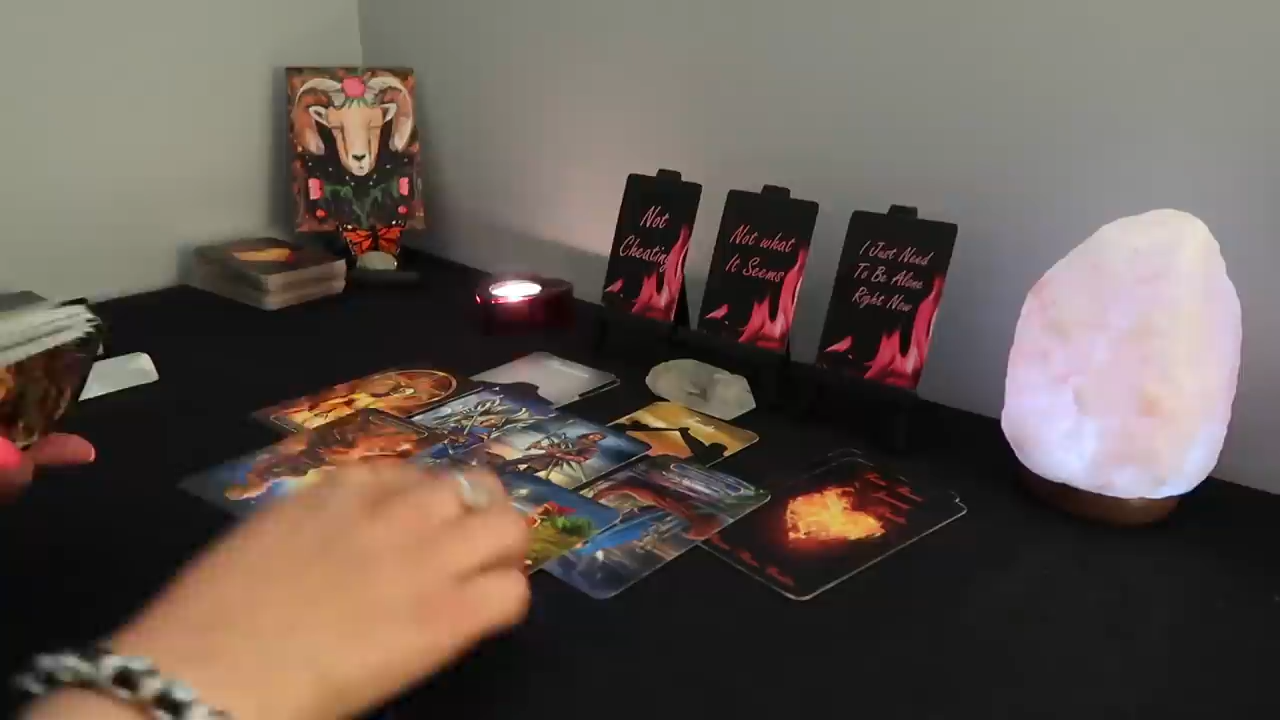 Not
Cheating
Not what
It Seems
I Just Need
To Be Alone
Right Now